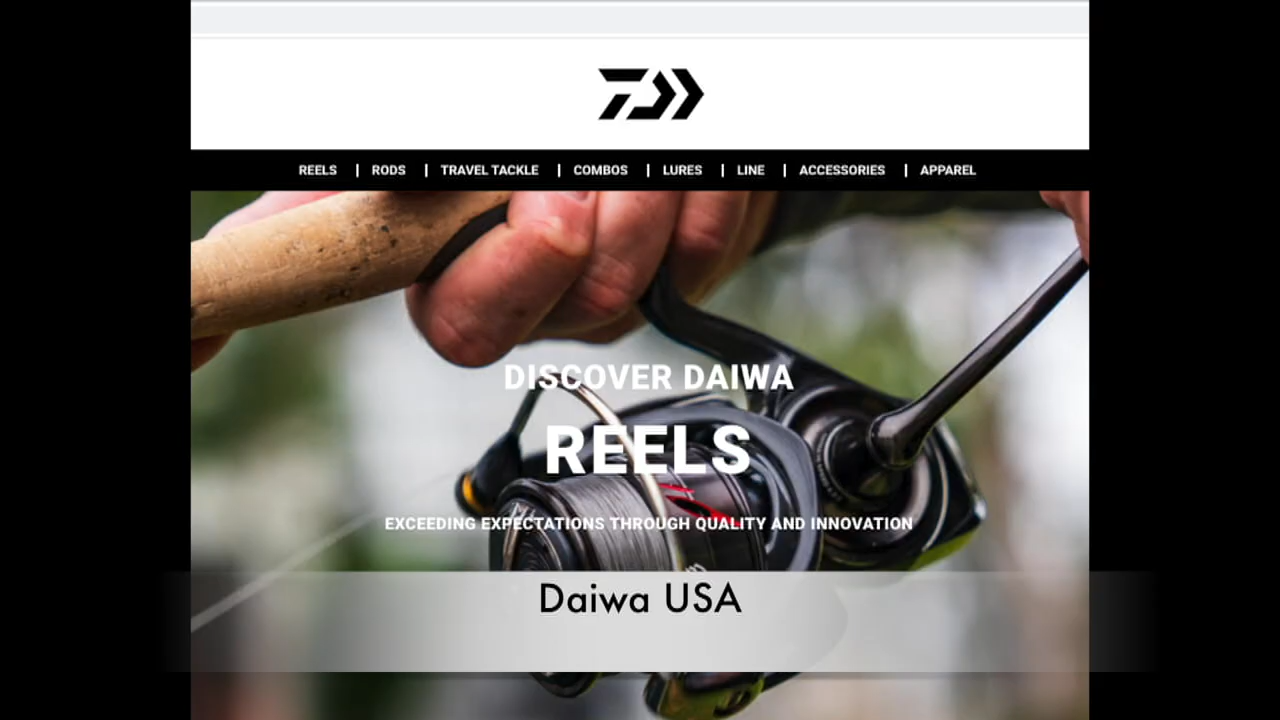 REELS | RODS | TRAVEL TACKLE | COMBOS | LURES | LINE | ACCESSORIES | APPAREL
DISCOVER DAIWA
REELS
EXCEEDING EXPECTATIONS THROUGH QUALITY AND INNOVATION
Daiwa USA